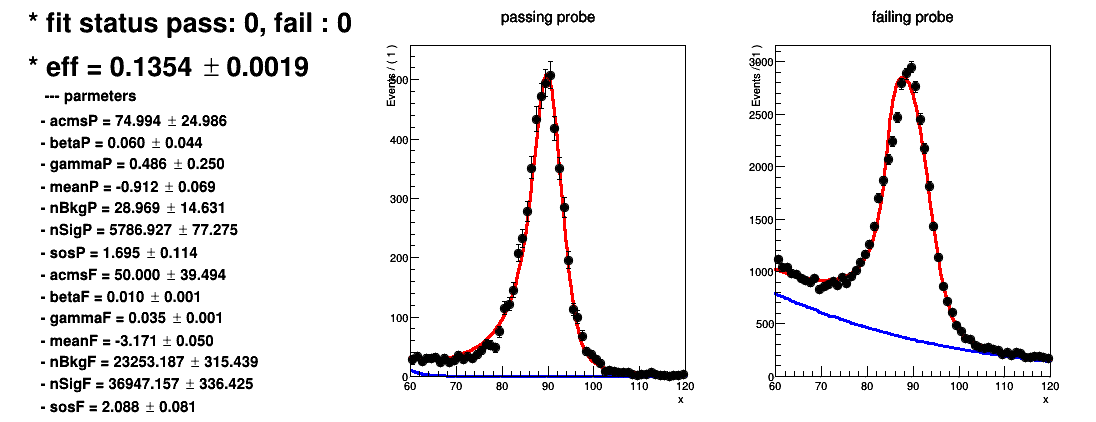 * fit status pass: 0, fail : 0
* eff = 0.1354 ± 0.0019
--- parmeters
- acmsP = 74.994 ± 24.986
- betaP = 0.060 ± 0.044
- gammaP = 0.486 ± 0.250
- meanP = -0.912 ± 0.069
- nBkgP = 28.969 ± 14.631
- nSigP = 5786.927 ± 77.275
- sosP = 1.695 ± 0.114
- acmsF = 50.000 ± 39.494
- betaF = 0.010 ± 0.001
- gammaF = 0.035 ± 0.001
- meanF = -3.171 ± 0.050
- nBkgF = 23253.187 ± 315.439
- nSigF = 36947.157 ± 336.425
- sosF = 2.088 ± 0.081
passing probe
Events / ( 1 )
500
400
300
200
100
0
60 70 80 90 100 110 120
x
failing probe
Events / ( 1 )
3000
2500
2000
1500
1000
500
0
60 70 80 90 100 110 120
x